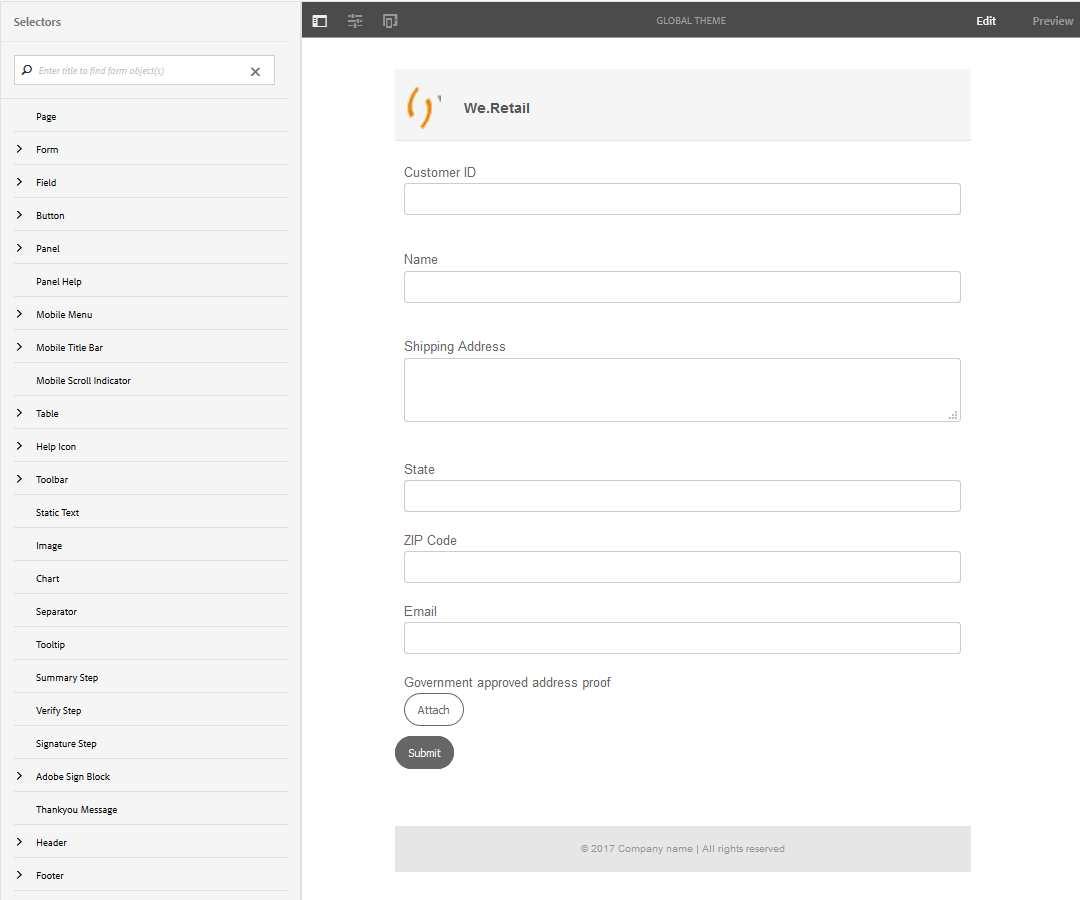 Selectors
Enter title to find form object(s)
Page
Form
Field
Button
Panel
Panel Help
Mobile Menu
Mobile Title Bar
Mobile Scroll Indicator
Table
Help Icon
Toolbar
Static Text
Image
Chart
Separator
Tooltip
Summary Step
Verify Step
Signature Step
Adobe Sign Block
Thankyou Message
Header
Footer
GLOBAL THEME
Edit
Preview
We.Retail
Customer ID
Name
Shipping Address
State
ZIP Code
Email
Government approved address proof
Attach
Submit
© 2017 Company name | All rights reserved